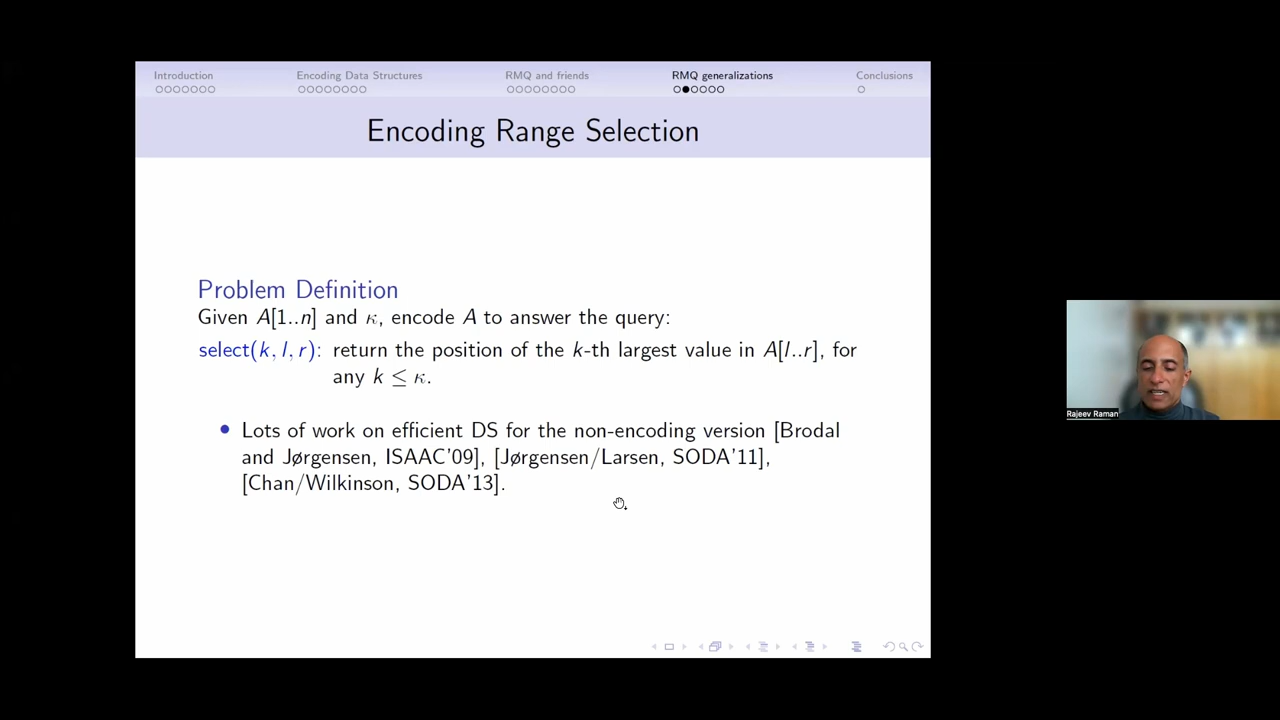 Introduction Encoding Data Structures RMQ and friends RMQ generalizations Conclusions
Encoding Range Selection
Problem Definition
Given A[1..n] and κ, encode A to answer the query:
select(k, l, r): return the position of the k-th largest value in A[l..r], for
any k ≤ κ.
Lots of work on efficient DS for the non-encoding version [Brodal
and Jørgensen, ISAAC'09], [Jørgensen/Larsen, SODA'11],
[Chan/Wilkinson, SODA'13].
Rajeev Raman